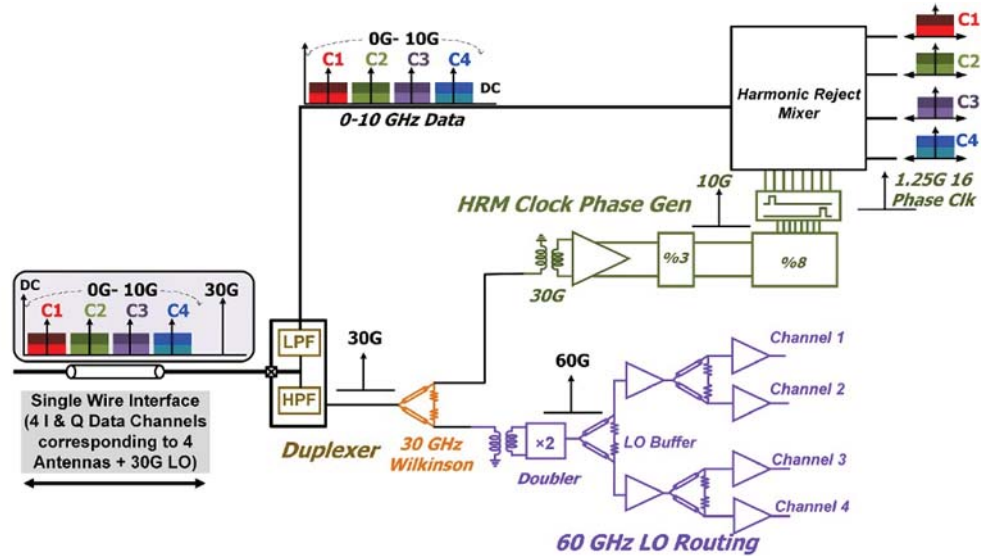 0G- 10G
C1 C2 C3 C4
DC
0-10 GHz Data
Harmonic Reject
Mixer
C1
C2
C3
C4
1.25G 16
Phase Clk
10G
HRM Clock Phase Gen
%3
%8
30G
DC
0G- 10G
30G
C1 C2 C3 C4
Single Wire Interface
(4 I & Q Data Channels
corresponding to 4
Antennas + 30G LO)
LPF
HPF
Duplexer
30G
30 GHz
Wilkinson
60G
×2
Doubler
LO Buffer
Channel 1
Channel 2
Channel 3
Channel 4
60 GHz LO Routing